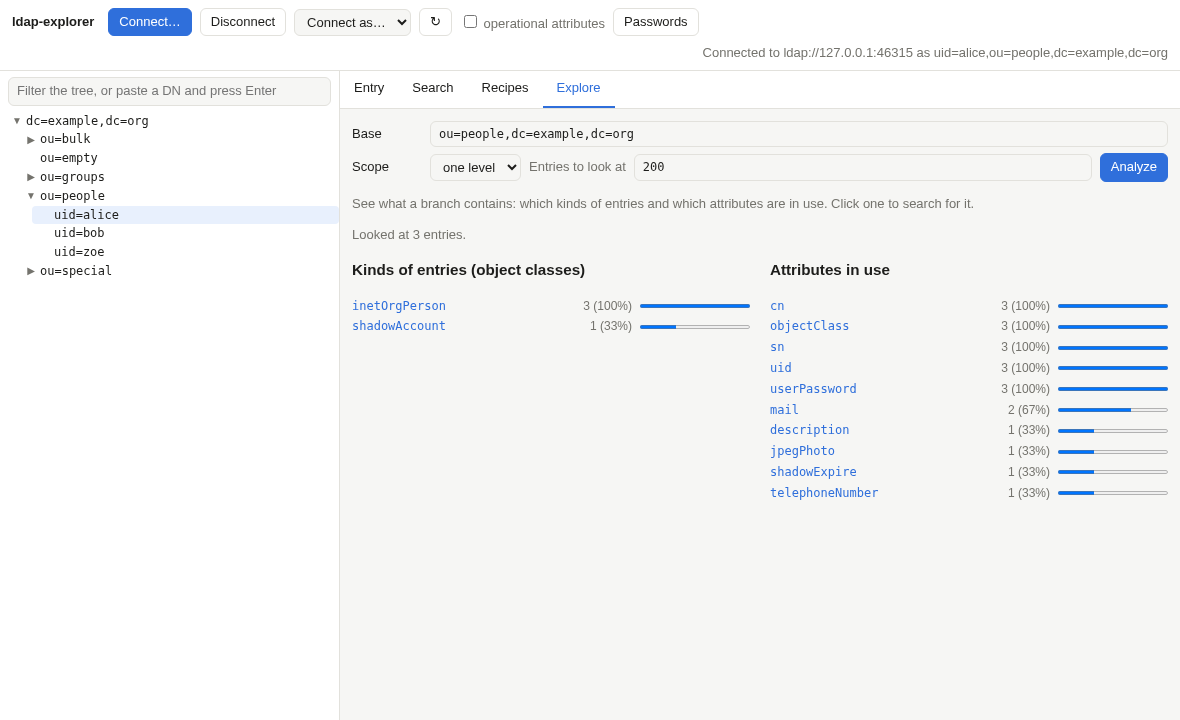 ldap-explorer Connect… Disconnect Connect as… ↻ operational attributes Passwords
Connected to ldap://127.0.0.1:46315 as uid=alice,ou=people,dc=example,dc=org
Filter the tree, or paste a DN and press Enter
▼ dc=example,dc=org
▶ ou=bulk
ou=empty
▶ ou=groups
▼ ou=people
uid=alice
uid=bob
uid=zoe
▶ ou=special
Entry Search Recipes Explore
Base ou=people,dc=example,dc=org
Scope one level Entries to look at 200 Analyze
See what a branch contains: which kinds of entries and which attributes are in use. Click one to search for it.
Looked at 3 entries.
Kinds of entries (object classes)
inetOrgPerson 3 (100%)
shadowAccount 1 (33%)
Attributes in use
cn 3 (100%)
objectClass 3 (100%)
sn 3 (100%)
uid 3 (100%)
userPassword 3 (100%)
mail 2 (67%)
description 1 (33%)
jpegPhoto 1 (33%)
shadowExpire 1 (33%)
telephoneNumber 1 (33%)